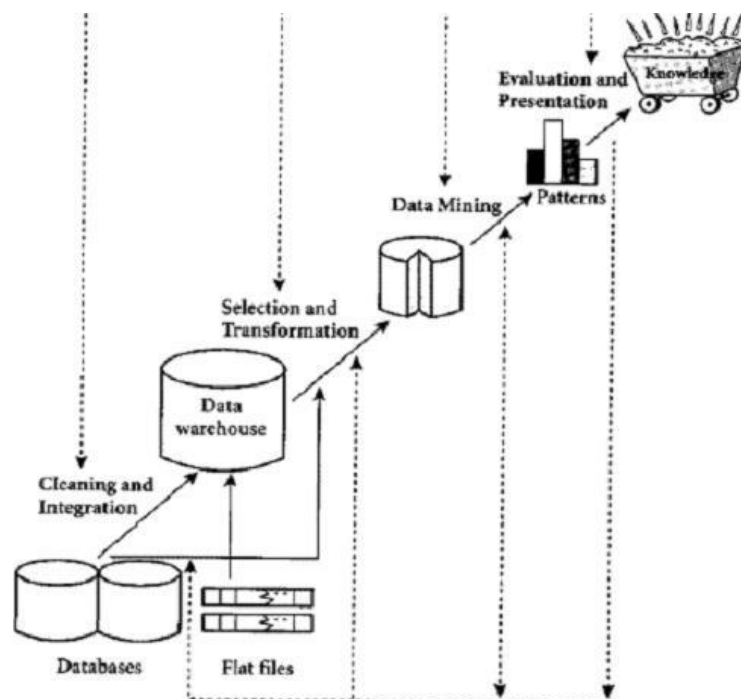 Evaluation and
Presentation
Knowledge
Data Mining
Patterns
Selection and
Transformation
Data
warehouse
Cleaning and
Integration
Databases
Flat files